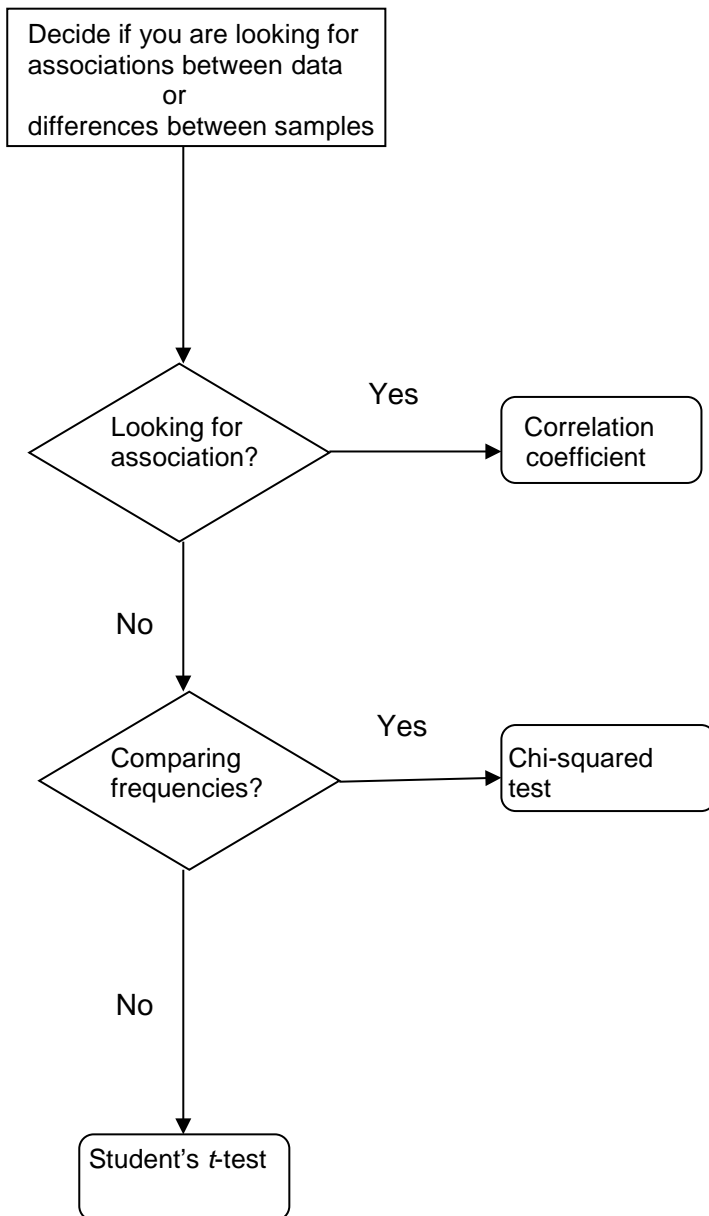 Decide if you are looking for
associations between data
or
differences between samples
Yes
Looking for
association?
Correlation
coefficient
No
Yes
Comparing
frequencies?
Chi-squared
test
No
Student’s t-test